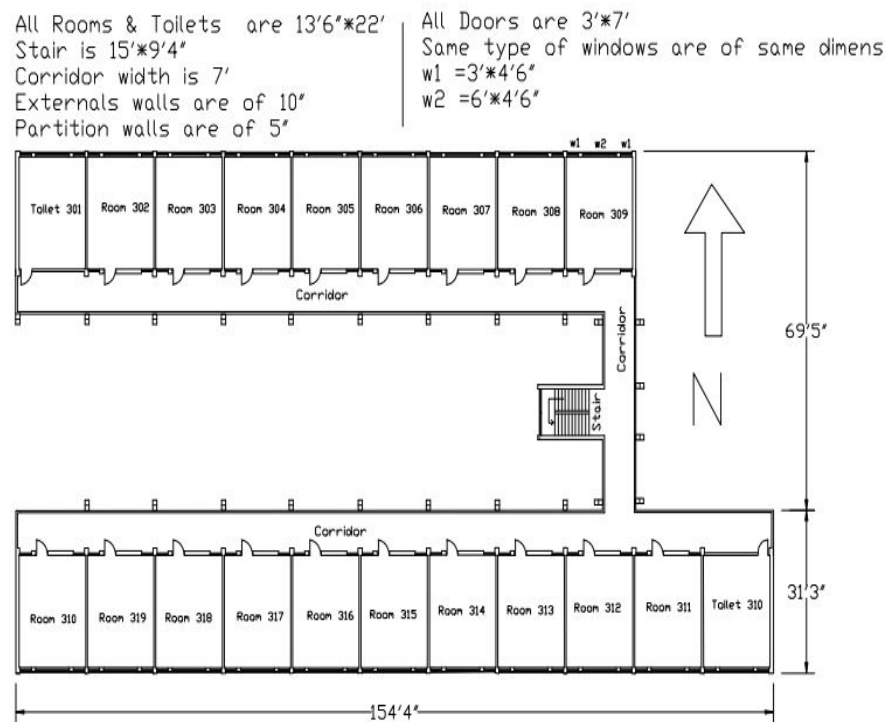 All Rooms & Toilets are 13'6"*22'
Stair is 15'*9'4"
Corridor width is 7'
Externals walls are of 10"
Partition walls are of 5"
All Doors are 3'*7'
Same type of windows are of same dimens
w1 =3'*4'6"
w2 =6'*4'6"
w1 w2 w1
Toilet 301 Room 302 Room 303 Room 304 Room 305 Room 306 Room 307 Room 308 Room 309
Corridor
Corridor
69'5"
N
Stair
Corridor
31'3"
Room 310 Room 319 Room 318 Room 317 Room 316 Room 315 Room 314 Room 313 Room 312 Room 311 Toilet 310
154'4"